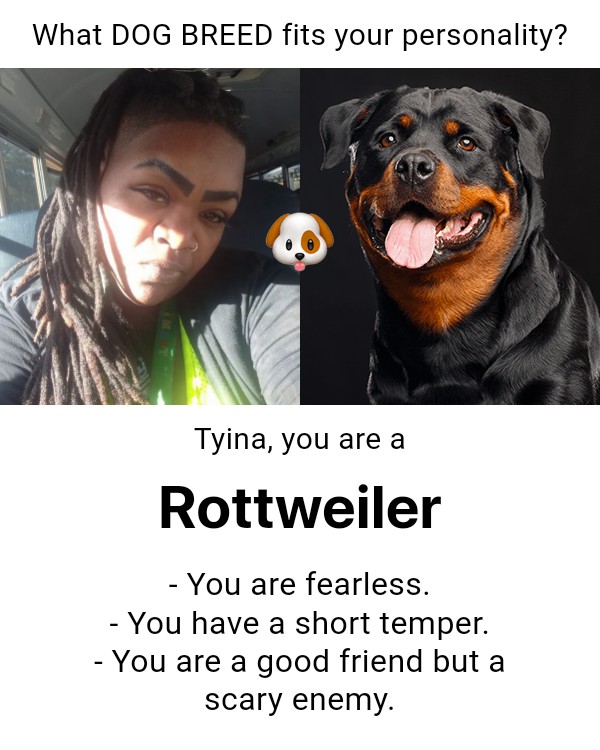 What DOG BREED fits your personality?
Tyina, you are a
Rottweiler
- You are fearless.
- You have a short temper.
- You are a good friend but a
scary enemy.